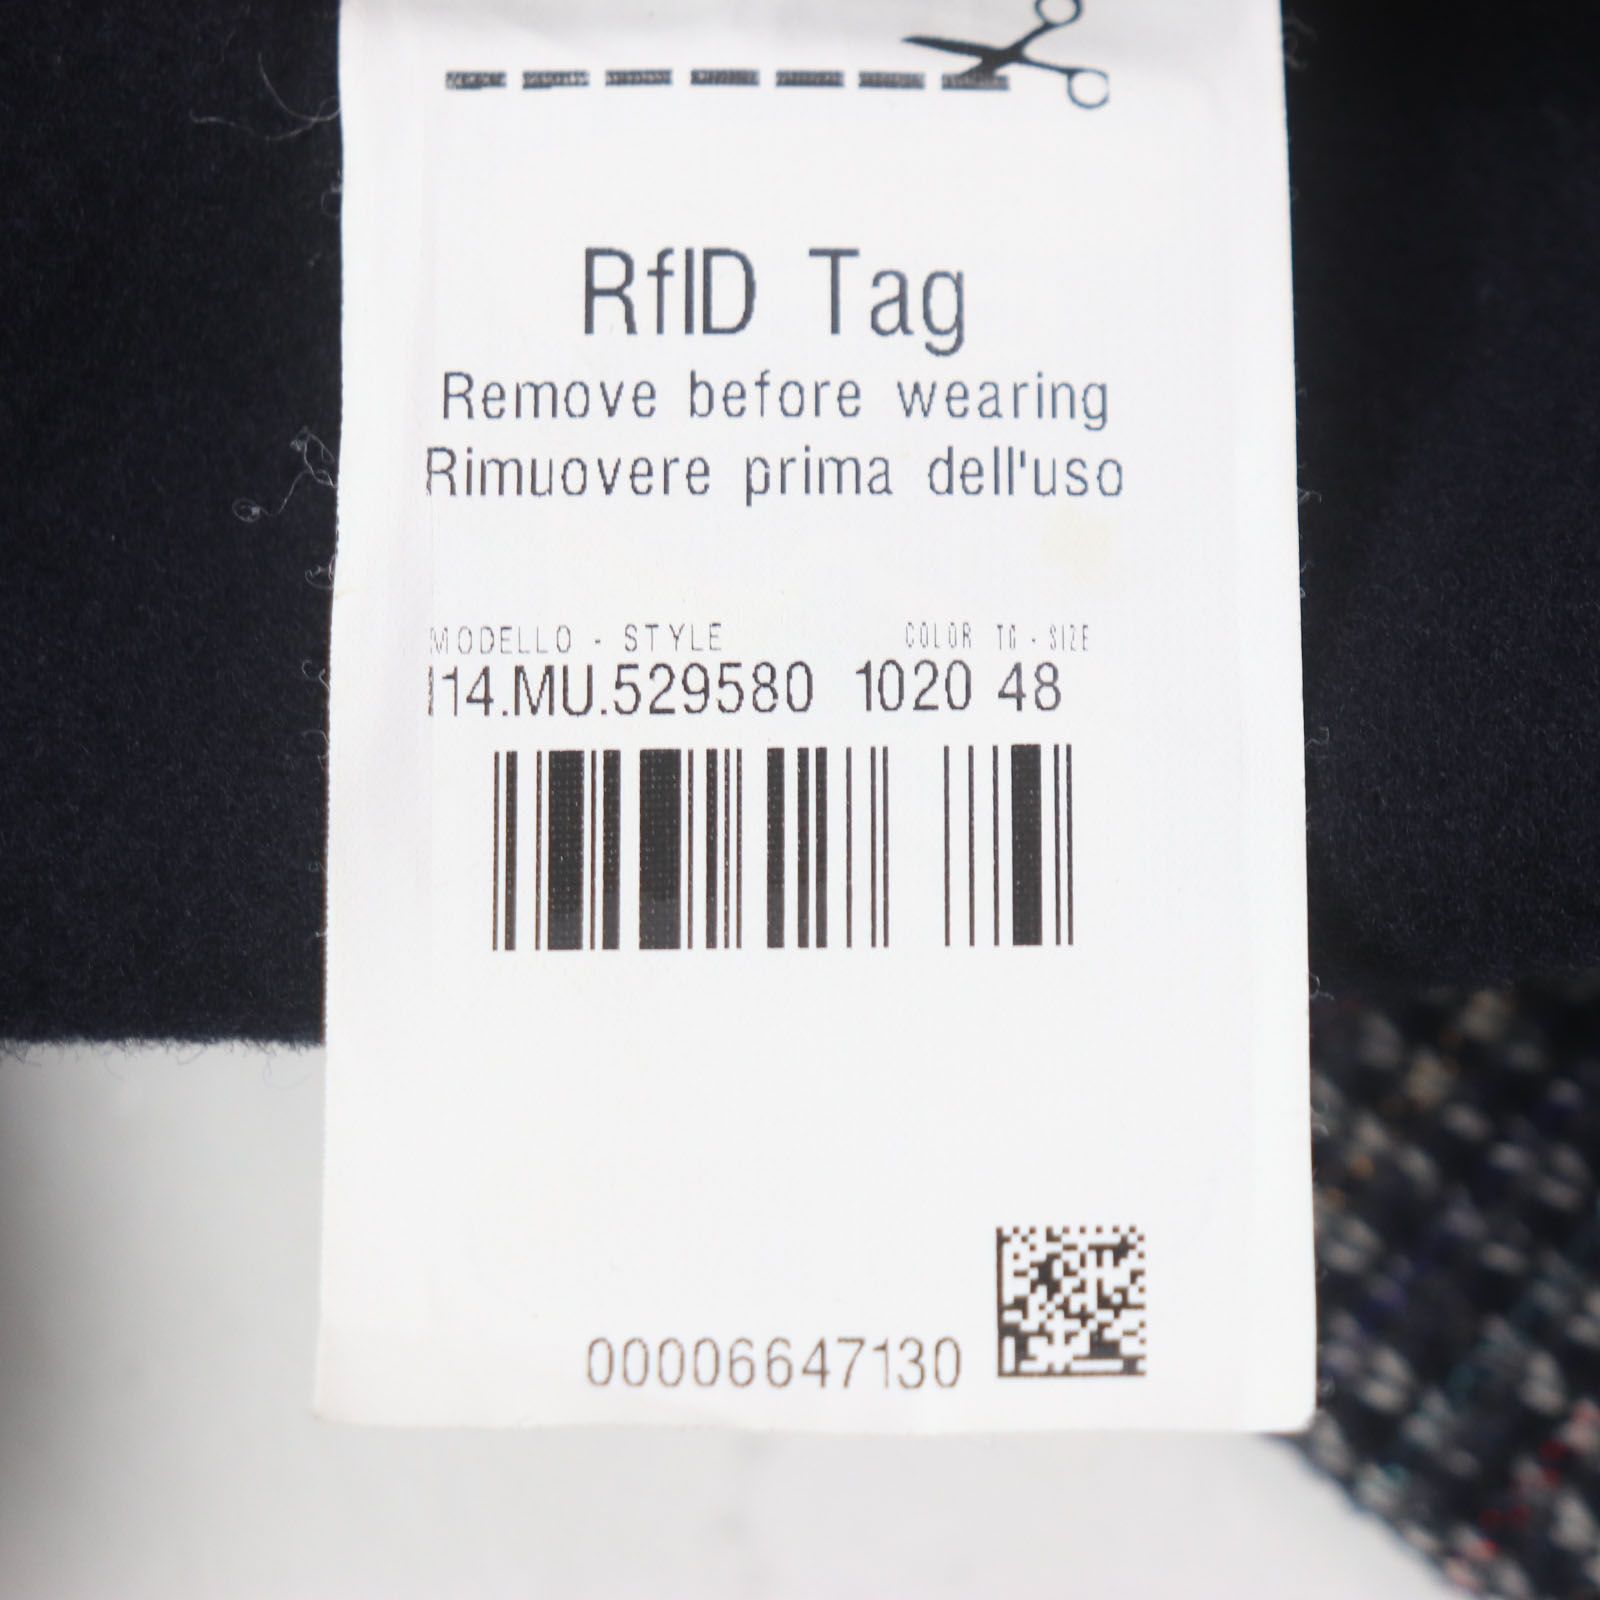 RfID Tag
Remove before wearing
Rimuovere prima dell'uso
MODELLO - STYLE COLOR TG - SIZE
I14.MU.529580 1020 48
00006647130